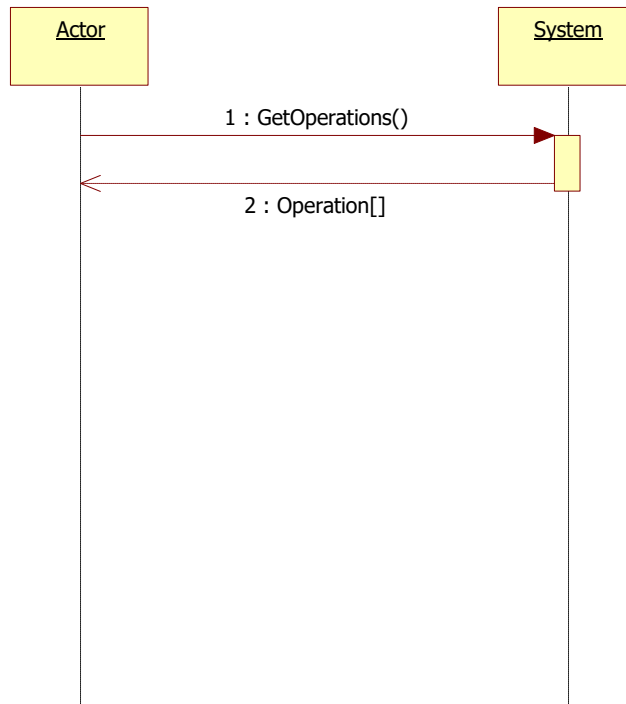 Actor
System
1 : GetOperations()
2 : Operation[]